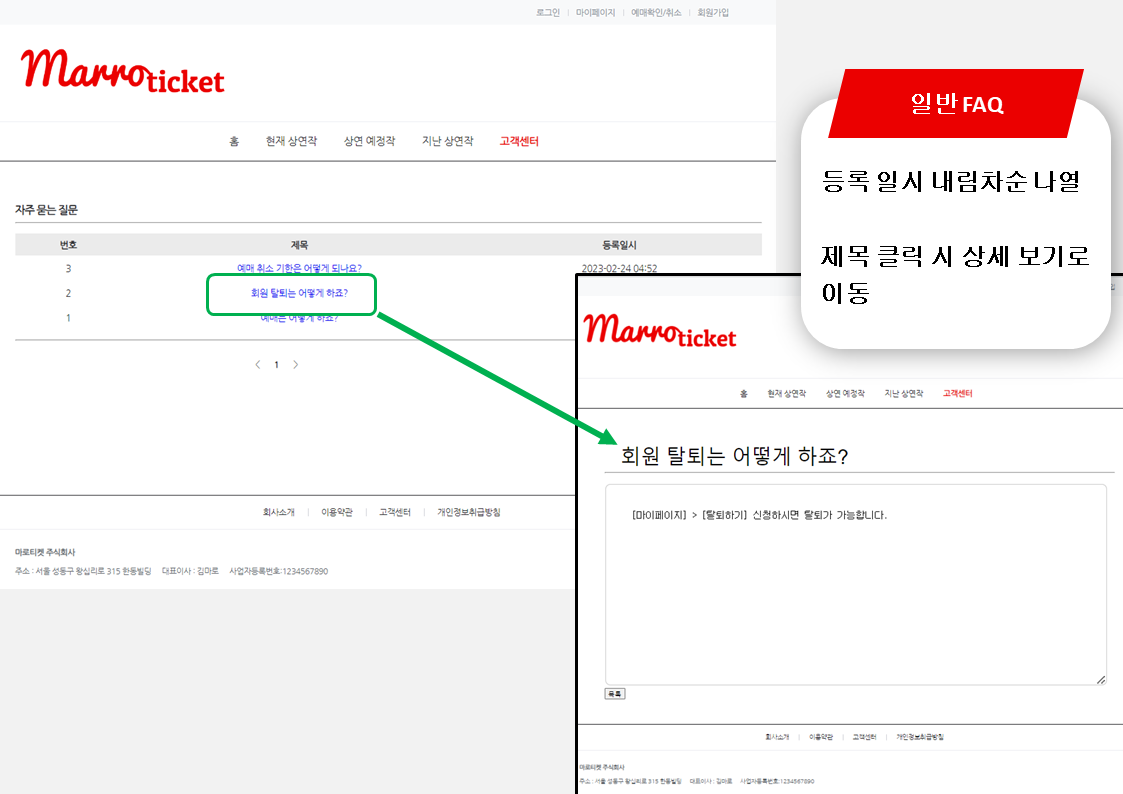 로그인 | 마이페이지 | 예매확인/취소 | 회원가입
Marroticket
홈 현재 상연작 상연 예정작 지난 상연작 고객센터
자주 묻는 질문
번호 제목 등록일시
3 예매 취소 기한은 어떻게 되나요? 2023-02-24 04:52
2 회원 탈퇴는 어떻게 하죠?
1 예매는 어떻게 하죠?
< 1 >
회사소개 | 이용약관 | 고객센터 | 개인정보취급방침
마로티켓 주식회사
주소 : 서울 성동구 왕십리로 315 한동빌딩 대표이사 : 김마로 사업자등록번호:1234567890
일반 FAQ
등록 일시 내림차순 나열
제목 클릭 시 상세 보기로
이동
Marroticket
홈 현재 상연작 상연 예정작 지난 상연작 고객센터
회원 탈퇴는 어떻게 하죠?
[마이페이지] > [탈퇴하기] 신청하시면 탈퇴가 가능합니다.
목록
회사소개 | 이용약관 | 고객센터 | 개인정보취급방침
마로티켓 주식회사
주소 : 서울 성동구 왕십리로 315 한동빌딩 대표이사 : 김마로 사업자등록번호:1234567890